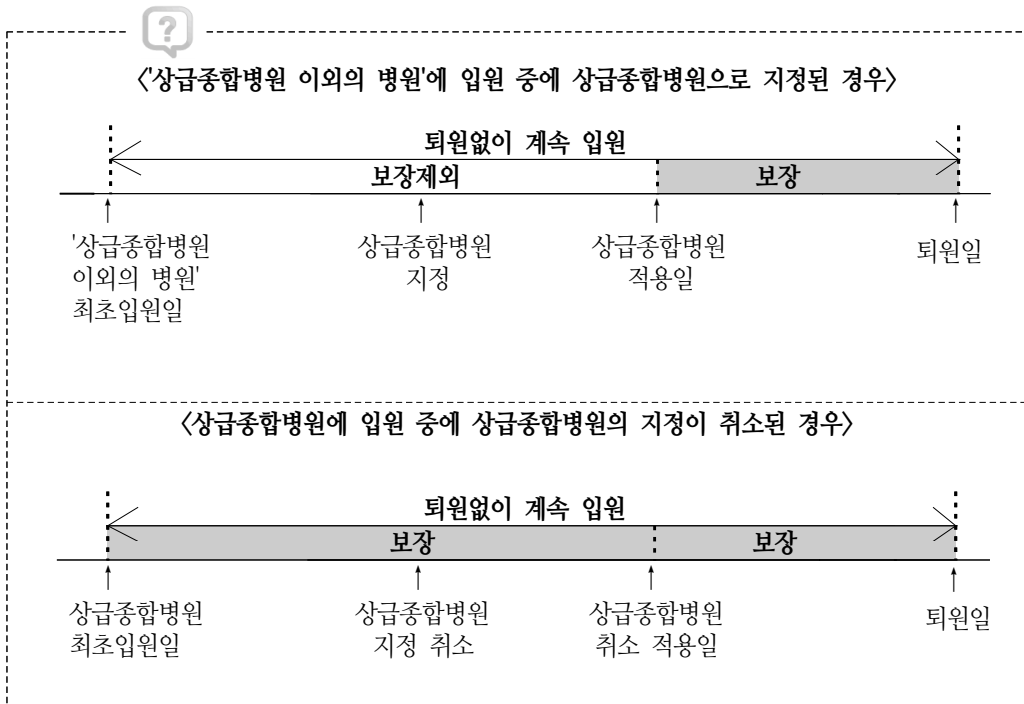 ?
<'상급종합병원 이외의 병원'에 입원 중에 상급종합병원으로 지정된 경우>
퇴원없이 계속 입원
보장제외 보장
'상급종합병원 상급종합병원 상급종합병원 퇴원일
이외의 병원' 지정 적용일
최초입원일
<상급종합병원에 입원 중에 상급종합병원의 지정이 취소된 경우>
퇴원없이 계속 입원
보장 보장
상급종합병원 상급종합병원 상급종합병원 퇴원일
최초입원일 지정 취소 취소 적용일